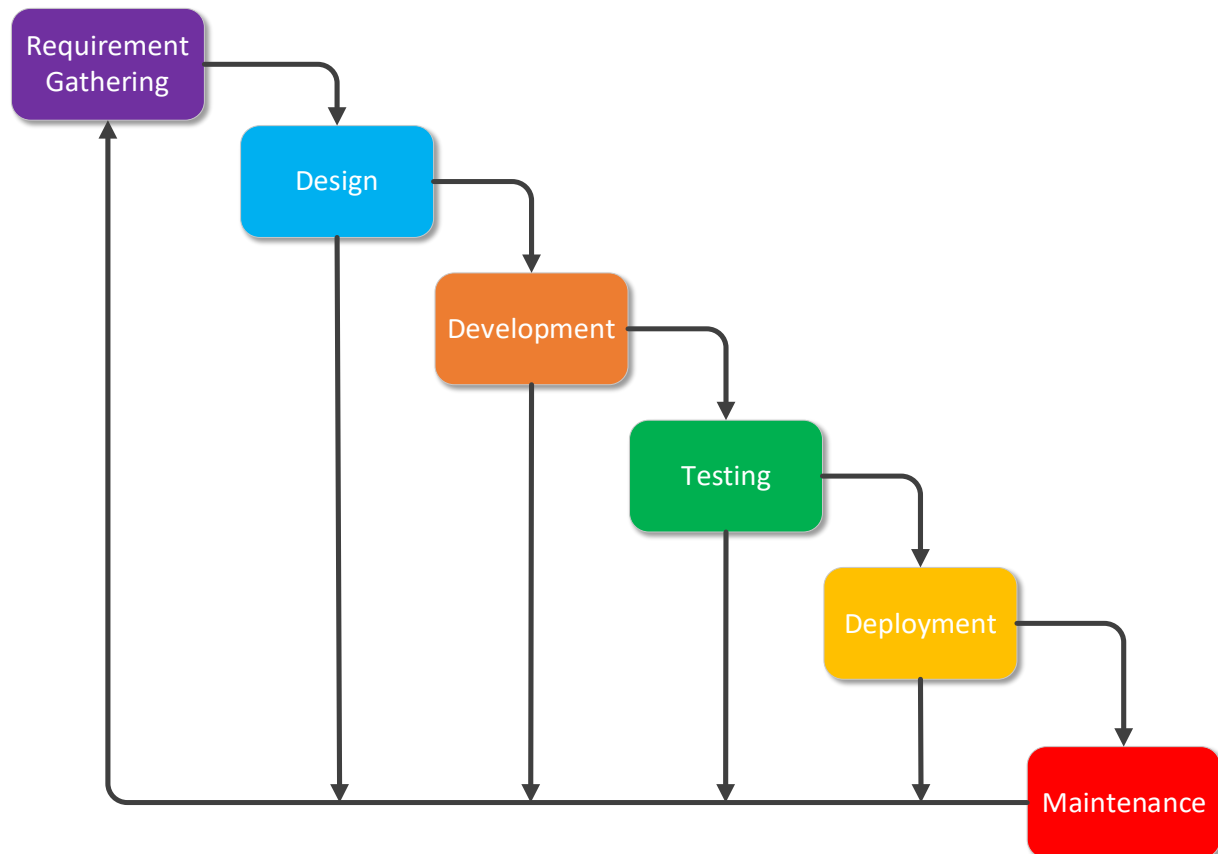 Requirement
Gathering
Design
Development
Testing
Deployment
Maintenance